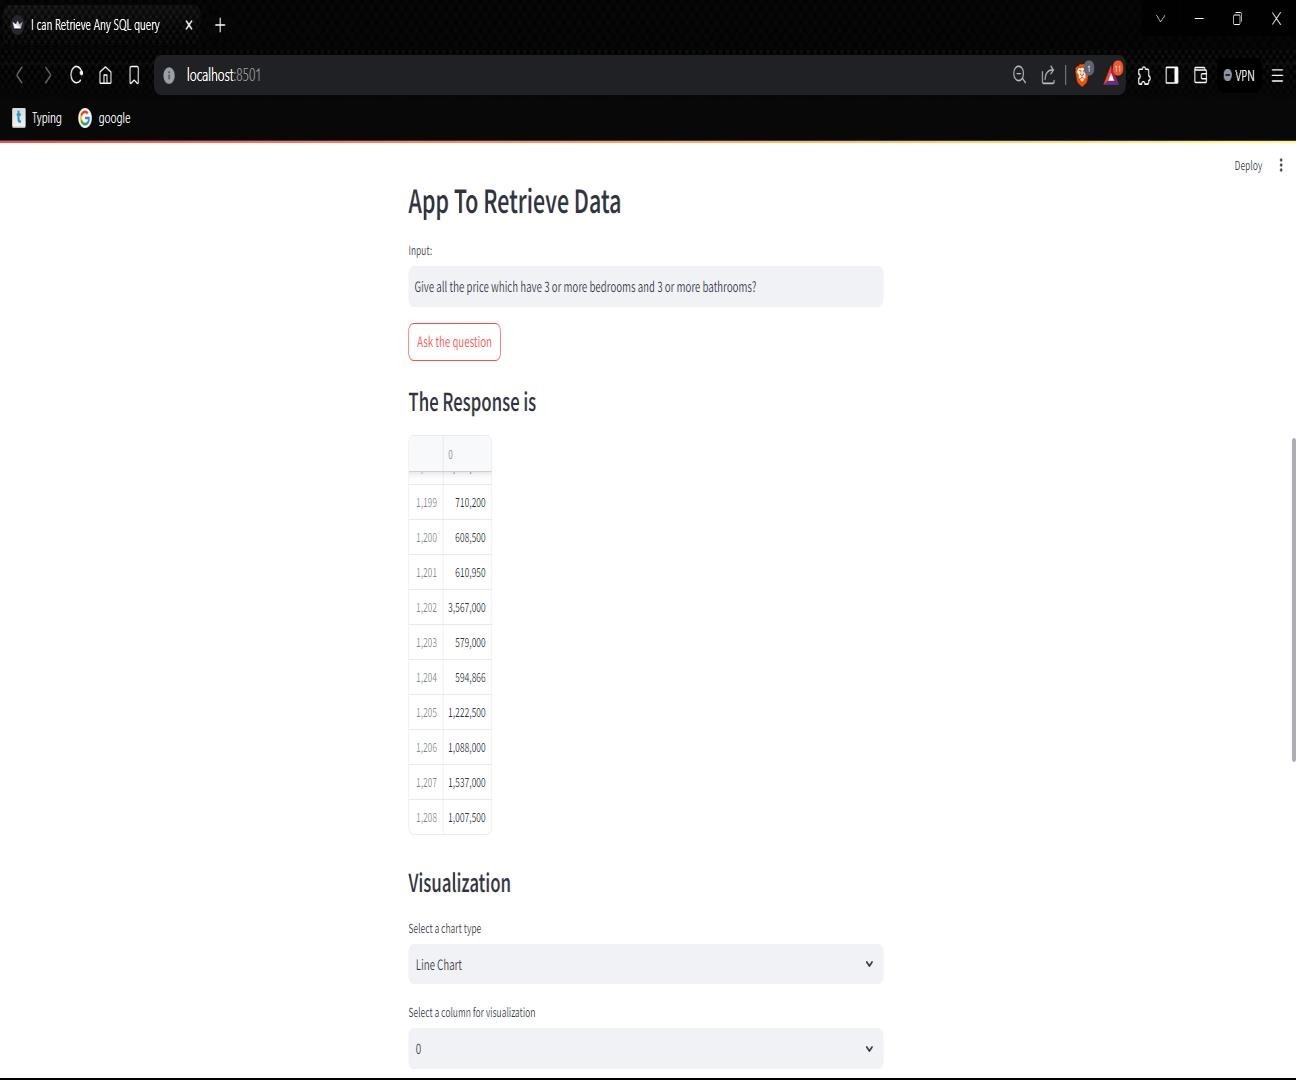 I can Retrieve Any SQL query
localhost:8501
1
11
VPN
Typing
google
Deploy
App To Retrieve Data
Input:
Give all the price which have 3 or more bedrooms and 3 or more bathrooms?
Ask the question
The Response is
0
1,199 710,200
1,200 608,500
1,201 610,950
1,202 3,567,000
1,203 579,000
1,204 594,866
1,205 1,222,500
1,206 1,088,000
1,207 1,537,000
1,208 1,007,500
Visualization
Select a chart type
Line Chart
Select a column for visualization
0